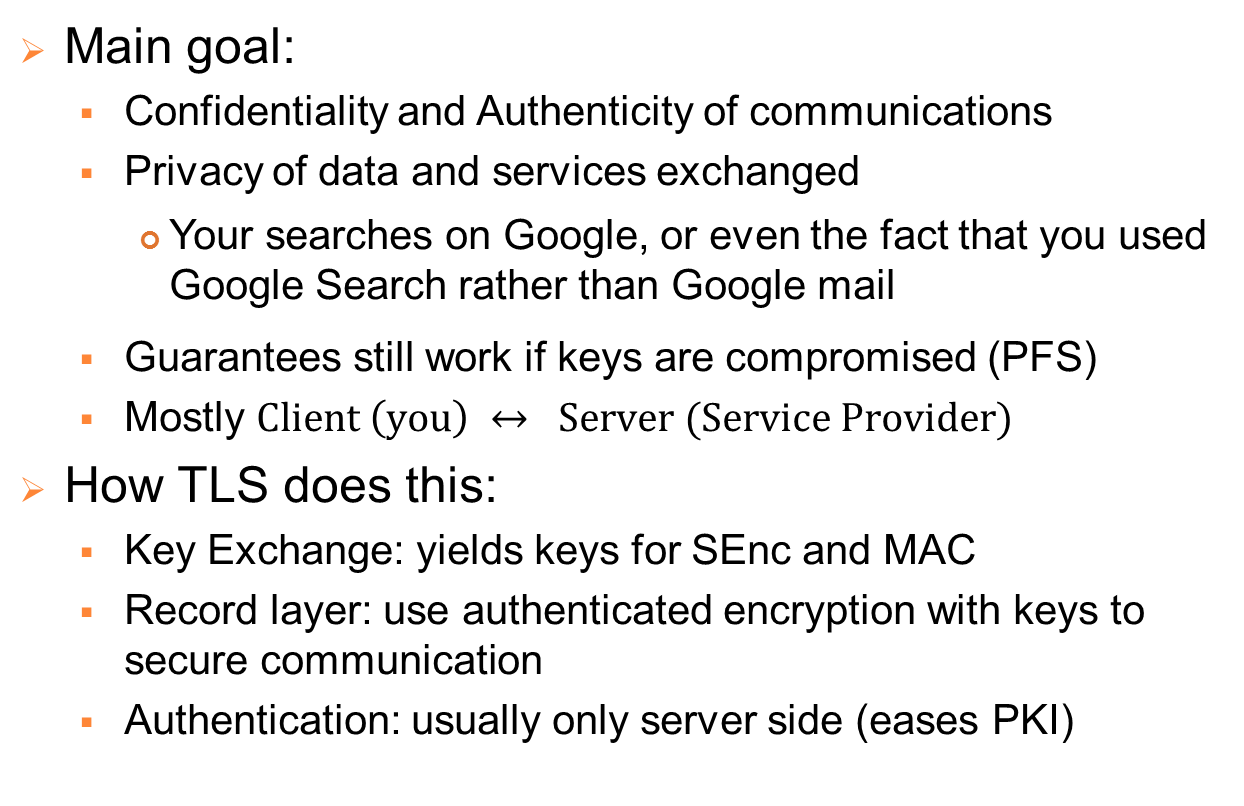 Main goal:
Confidentiality and Authenticity of communications
Privacy of data and services exchanged
Your searches on Google, or even the fact that you used
Google Search rather than Google mail
Guarantees still work if keys are compromised (PFS)
Mostly Client (you) ↔ Server (Service Provider)
How TLS does this:
Key Exchange: yields keys for SEnc and MAC
Record layer: use authenticated encryption with keys to
secure communication
Authentication: usually only server side (eases PKI)